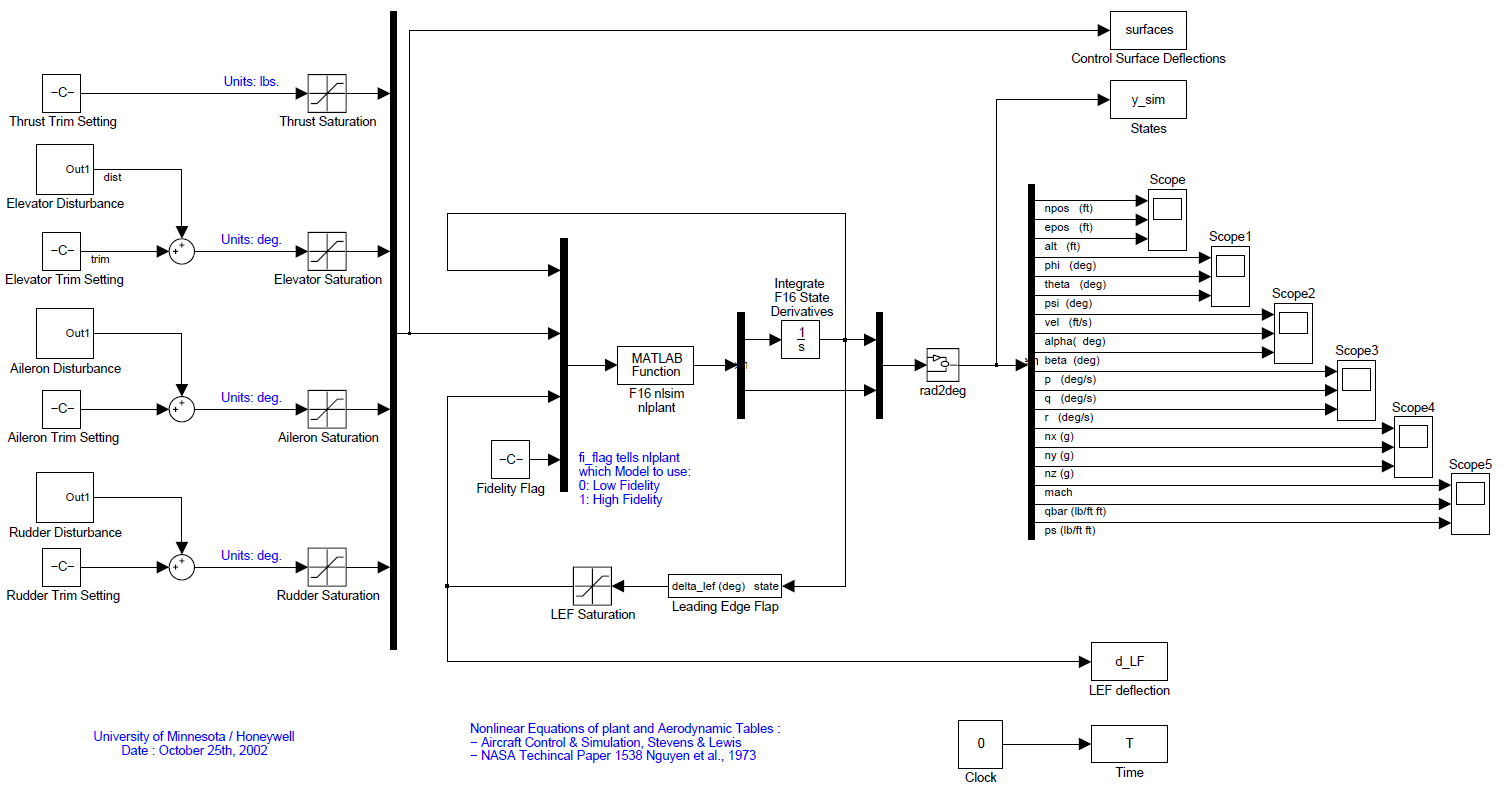 surfaces
Control Surface Deflections
Units: lbs.
−C−
Thrust Trim Setting
Thrust Saturation
y_sim
States
Out1
dist
Elevator Disturbance
Units: deg.
−C−
trim
Elevator Trim Setting
Elevator Saturation
Out1
Aileron Disturbance
Units: deg.
−C−
Aileron Trim Setting
Aileron Saturation
Out1
Rudder Disturbance
Units: deg.
−C−
Rudder Trim Setting
Rudder Saturation
Integrate
F16 State
Derivatives
1
s
MATLAB
Function
F16 nlsim
nlplant
rad2deg
−C−
Fidelity Flag
fi_flag tells nlplant
which Model to use:
0: Low Fidelity
1: High Fidelity
delta_lef (deg) state
Leading Edge Flap
LEF Saturation
Scope
npos (ft)
epos (ft)
alt (ft)
Scope1
phi (deg)
theta (deg)
psi (deg)
Scope2
vel (ft/s)
alpha( deg)
beta (deg)
Scope3
p (deg/s)
q (deg/s)
r (deg/s)
Scope4
nx (g)
ny (g)
nz (g)
Scope5
mach
qbar (lb/ft ft)
ps (lb/ft ft)
d_LF
LEF deflection
0
Clock
T
Time
University of Minnesota / Honeywell
Date : October 25th, 2002
Nonlinear Equations of plant and Aerodynamic Tables :
− Aircraft Control & Simulation, Stevens & Lewis
− NASA Techincal Paper 1538 Nguyen et al., 1973